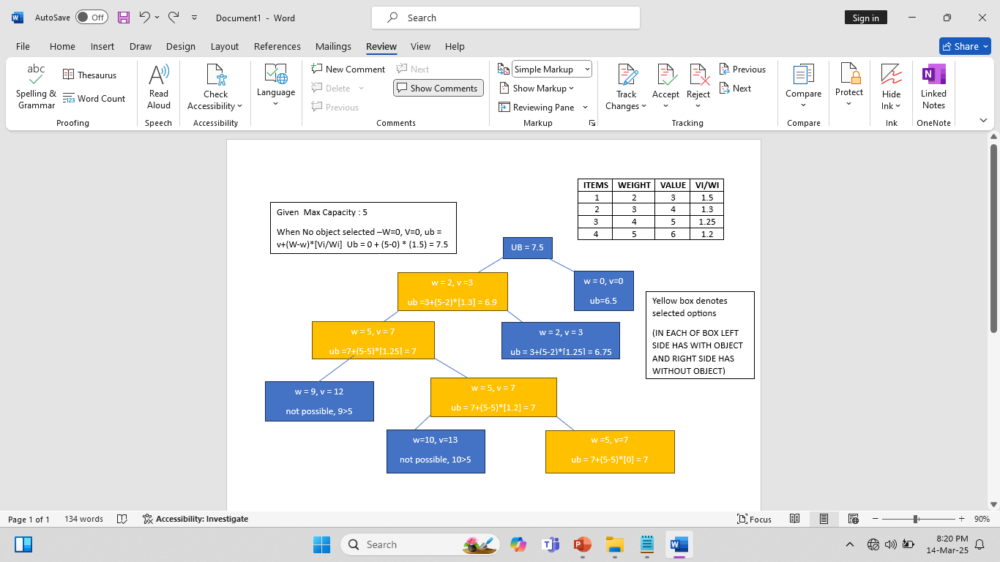 AutoSave Off Document1 - Word Search Sign in
File Home Insert Draw Design Layout References Mailings Review View Help Share
abc
Spelling & Grammar
Thesaurus
Word Count
Proofing
Read Aloud
Speech
Check Accessibility
Accessibility
Language
New Comment
Delete
Previous
Next
Show Comments
Comments
Simple Markup
Show Markup
Reviewing Pane
Markup
Track Changes
Accept
Reject
Previous
Next
Tracking
Compare
Compare
Protect
Hide Ink
Ink
Linked Notes
OneNote
ITEMS WEIGHT VALUE VI/WI
1 2 3 1.5
2 3 4 1.3
3 4 5 1.25
4 5 6 1.2
Given Max Capacity : 5
When No object selected –W=0, V=0, ub =
v+(W-w)*[Vi/Wi] Ub = 0 + (5-0) * (1.5) = 7.5
UB = 7.5
w = 2, v =3
ub =3+(5-2)*[1.3] = 6.9
w = 0, v=0
ub=6.5
Yellow box denotes
selected options
(IN EACH OF BOX LEFT
SIDE HAS WITH OBJECT
AND RIGHT SIDE HAS
WITHOUT OBJECT)
w = 5, v = 7
ub =7+(5-5)*[1.25] = 7
w = 2, v = 3
ub = 3+(5-2)*[1.25] = 6.75
w = 9, v = 12
not possible, 9>5
w = 5, v = 7
ub = 7+(5-5)*[1.2] = 7
w=10, v=13
not possible, 10>5
w =5, v=7
ub = 7+(5-5)*[0] = 7
Page 1 of 1 134 words Accessibility: Investigate Focus 90%
Search
8:20 PM
14-Mar-25